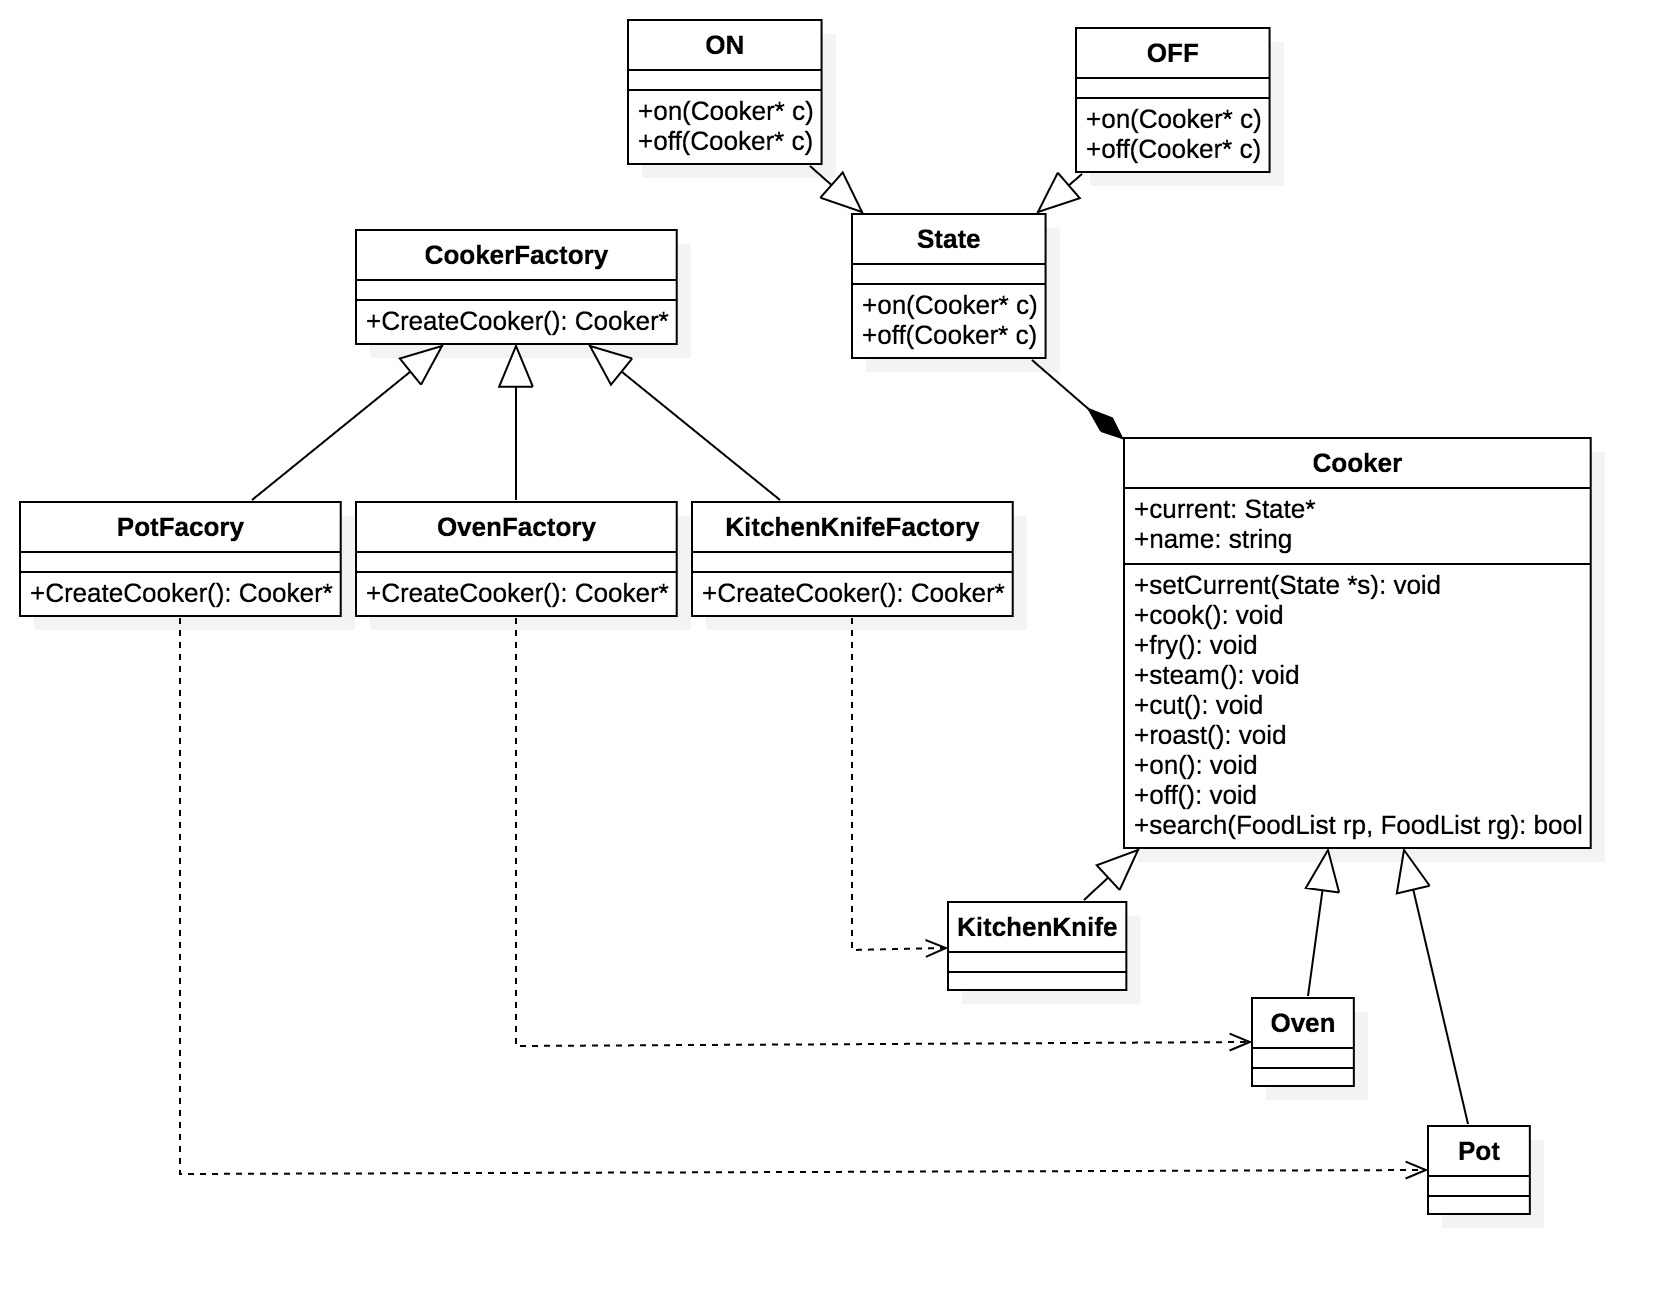 ON
+on(Cooker* c)
+off(Cooker* c)
OFF
+on(Cooker* c)
+off(Cooker* c)
State
+on(Cooker* c)
+off(Cooker* c)
CookerFactory
+CreateCooker(): Cooker*
PotFacory
+CreateCooker(): Cooker*
OvenFactory
+CreateCooker(): Cooker*
KitchenKnifeFactory
+CreateCooker(): Cooker*
Cooker
+current: State*
+name: string
+setCurrent(State *s): void
+cook(): void
+fry(): void
+steam(): void
+cut(): void
+roast(): void
+on(): void
+off(): void
+search(FoodList rp, FoodList rg): bool
KitchenKnife
Oven
Pot